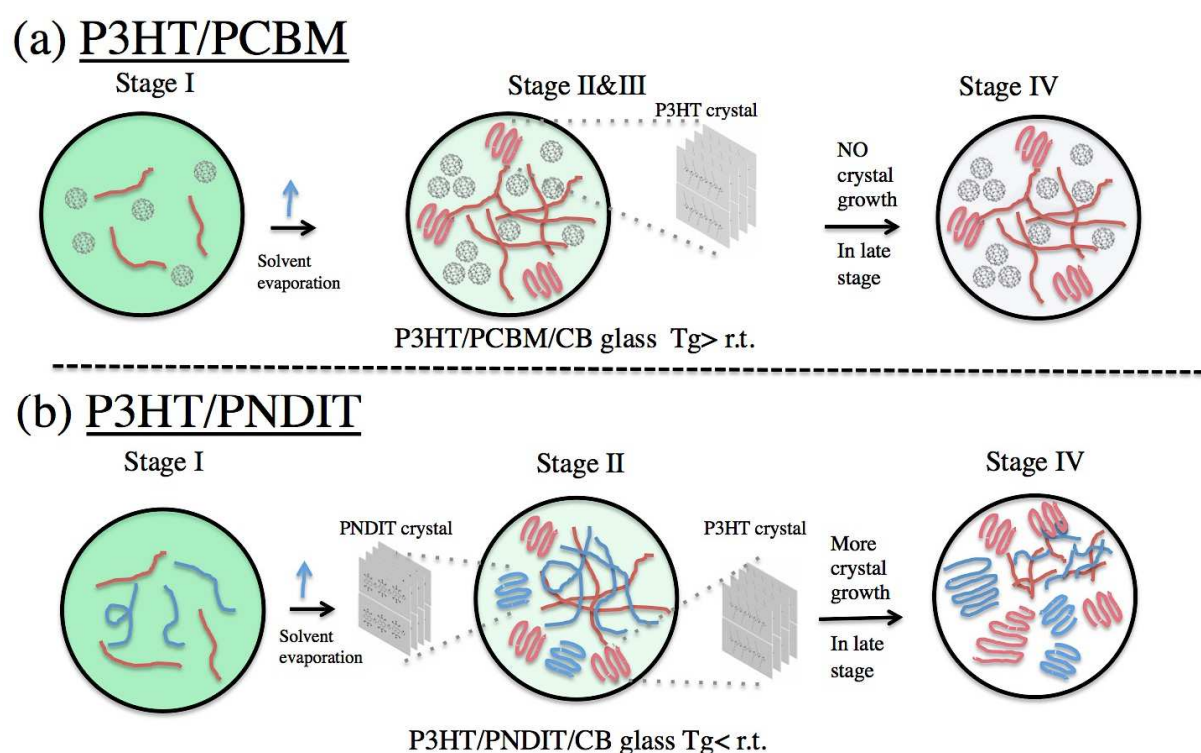 (a) P3HT/PCBM
Stage I
Stage II&III
Stage IV
P3HT crystal
Solvent
evaporation
NO
crystal
growth
In late
stage
P3HT/PCBM/CB glass Tg> r.t.
(b) P3HT/PNDIT
Stage I
Stage II
Stage IV
PNDIT crystal
P3HT crystal
Solvent
evaporation
More
crystal
growth
In late
stage
P3HT/PNDIT/CB glass Tg< r.t.